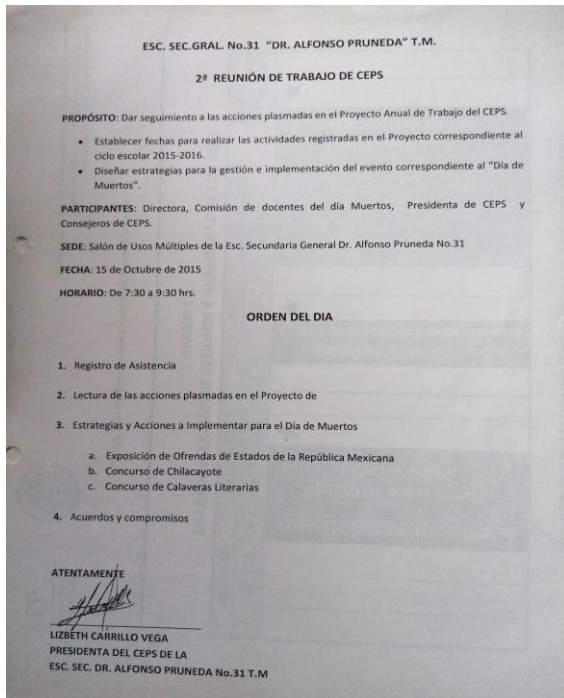 ESC. SEC.GRAL. No.31 "DR. ALFONSO PRUNEDA" T.M.
2ª REUNIÓN DE TRABAJO DE CEPS
PROPÓSITO: Dar seguimiento a las acciones plasmadas en el Proyecto Anual de Trabajo del CEPS.
• Establecer fechas para realizar las actividades registradas en el Proyecto correspondiente al
ciclo escolar 2015-2016.
• Diseñar estrategias para la gestión e implementación del evento correspondiente al "Día de
Muertos".
PARTICIPANTES: Directora, Comisión de docentes del día Muertos, Presidenta de CEPS y
Consejeros de CEPS.
SEDE: Salón de Usos Múltiples de la Esc. Secundaria General Dr. Alfonso Pruneda No.31
FECHA: 15 de Octubre de 2015
HORARIO: De 7:30 a 9:30 hrs.
ORDEN DEL DIA
1. Registro de Asistencia
2. Lectura de las acciones plasmadas en el Proyecto de
3. Estrategias y Acciones a Implementar para el Día de Muertos
a. Exposición de Ofrendas de Estados de la República Mexicana
b. Concurso de Chilacayote
c. Concurso de Calaveras Literarias
4. Acuerdos y compromisos
ATENTAMENTE
LIZBETH CARRILLO VEGA
PRESIDENTA DEL CEPS DE LA
ESC. SEC. DR. ALFONSO PRUNEDA No.31 T.M